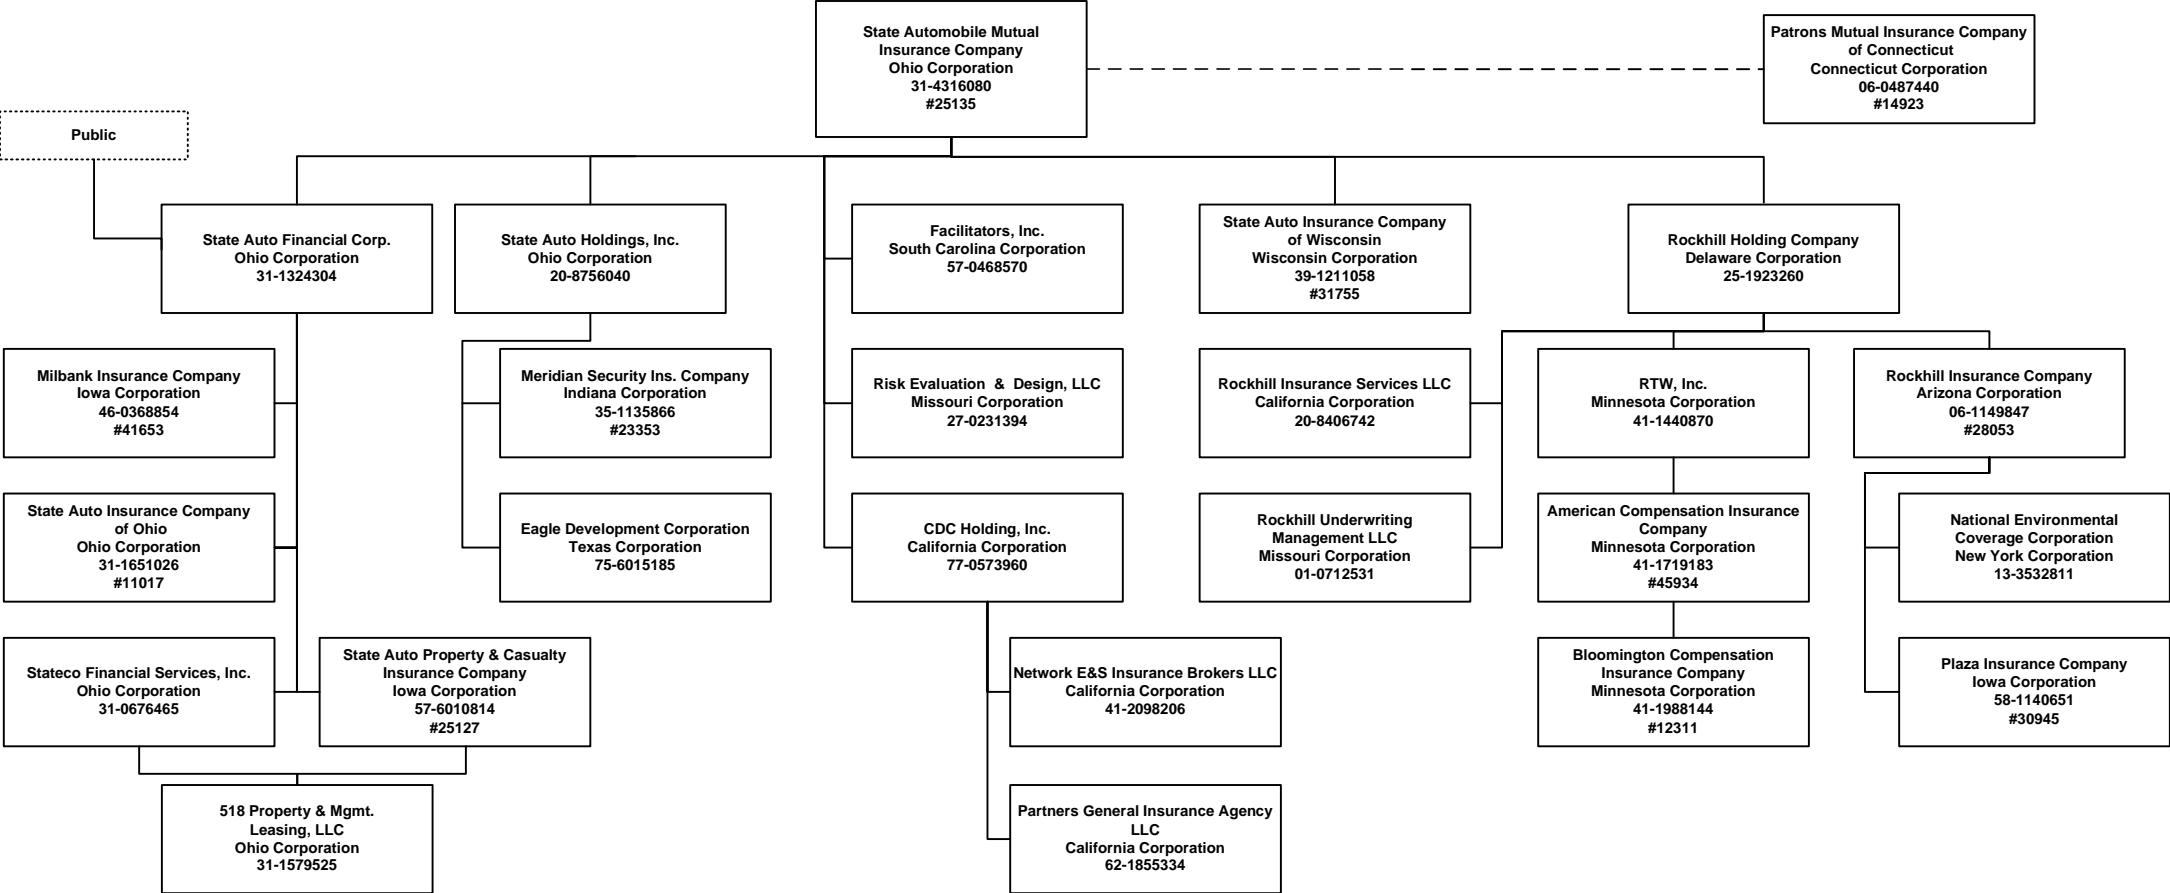 State Automobile Mutual
Insurance Company
Ohio Corporation
31-4316080
#25135
Patrons Mutual Insurance Company
of Connecticut
Connecticut Corporation
06-0487440
#14923
Public
State Auto Financial Corp.
Ohio Corporation
31-1324304
State Auto Holdings, Inc.
Ohio Corporation
20-8756040
Facilitators, Inc.
South Carolina Corporation
57-0468570
State Auto Insurance Company
of Wisconsin
Wisconsin Corporation
39-1211058
#31755
Rockhill Holding Company
Delaware Corporation
25-1923260
Milbank Insurance Company
Iowa Corporation
46-0368854
#41653
Meridian Security Ins. Company
Indiana Corporation
35-1135866
#23353
Risk Evaluation & Design, LLC
Missouri Corporation
27-0231394
Rockhill Insurance Services LLC
California Corporation
20-8406742
RTW, Inc.
Minnesota Corporation
41-1440870
Rockhill Insurance Company
Arizona Corporation
06-1149847
#28053
State Auto Insurance Company
of Ohio
Ohio Corporation
31-1651026
#11017
Eagle Development Corporation
Texas Corporation
75-6015185
CDC Holding, Inc.
California Corporation
77-0573960
Rockhill Underwriting
Management LLC
Missouri Corporation
01-0712531
American Compensation Insurance
Company
Minnesota Corporation
41-1719183
#45934
National Environmental
Coverage Corporation
New York Corporation
13-3532811
Stateco Financial Services, Inc.
Ohio Corporation
31-0676465
State Auto Property & Casualty
Insurance Company
Iowa Corporation
57-6010814
#25127
Network E&S Insurance Brokers LLC
California Corporation
41-2098206
Bloomington Compensation
Insurance Company
Minnesota Corporation
41-1988144
#12311
Plaza Insurance Company
Iowa Corporation
58-1140651
#30945
518 Property & Mgmt.
Leasing, LLC
Ohio Corporation
31-1579525
Partners General Insurance Agency
LLC
California Corporation
62-1855334